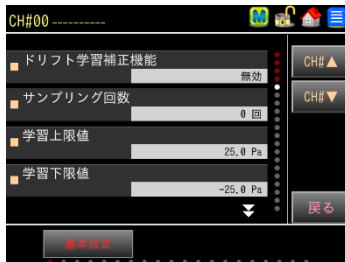 CH#00 ----------
M
ドリフト学習補正機能
無効
CH#▲
サンプリング回数
0 回
CH#▼
学習上限値
25.0 Pa
学習下限値
-25.0 Pa
戻る
基本設定